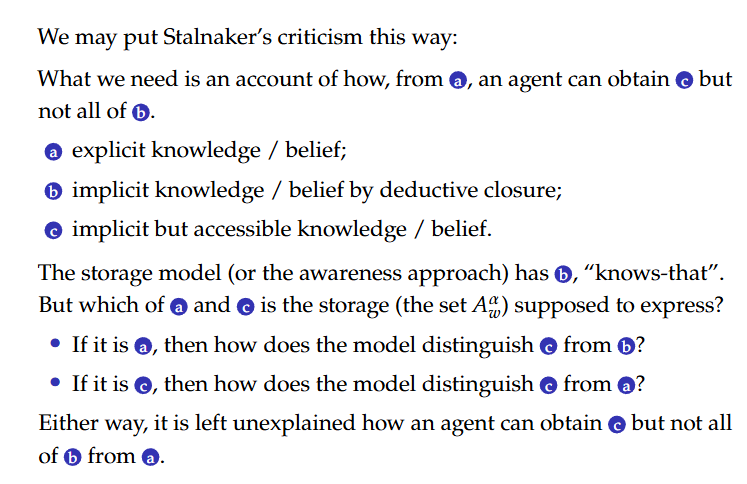 We may put Stalnaker's criticism this way:
What we need is an account of how, from a, an agent can obtain c but
not all of b.
a explicit knowledge / belief;
b implicit knowledge / belief by deductive closure;
c implicit but accessible knowledge / belief.
The storage model (or the awareness approach) has b, “knows-that”.
But which of a and c is the storage (the set $A_w^\alpha$) supposed to express?
• If it is a, then how does the model distinguish c from b?
• If it is c, then how does the model distinguish c from a?
Either way, it is left unexplained how an agent can obtain c but not all
of b from a.